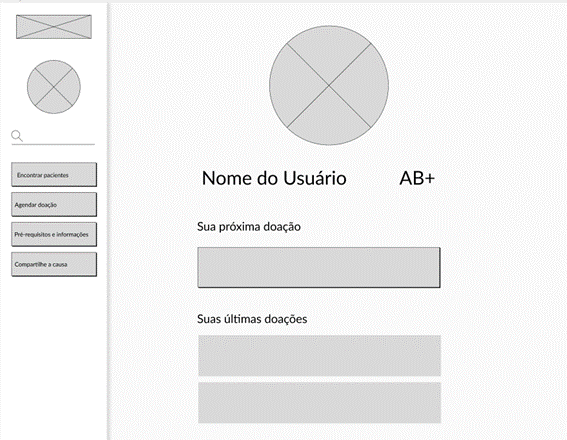 Encontrar pacientes
Agendar doação
Pré-requisitos e informações
Compartilhe a causa
Nome do Usuário
AB+
Sua próxima doação
Suas últimas doações